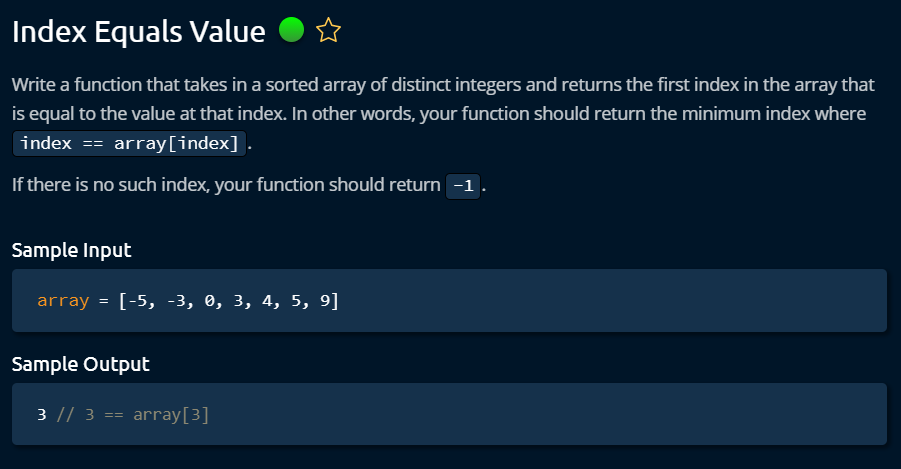 Index Equals Value
Write a function that takes in a sorted array of distinct integers and returns the first index in the array that
is equal to the value at that index. In other words, your function should return the minimum index where
index == array[index] .
If there is no such index, your function should return -1 .
Sample Input
array = [-5, -3, 0, 3, 4, 5, 9]
Sample Output
3 // 3 == array[3]